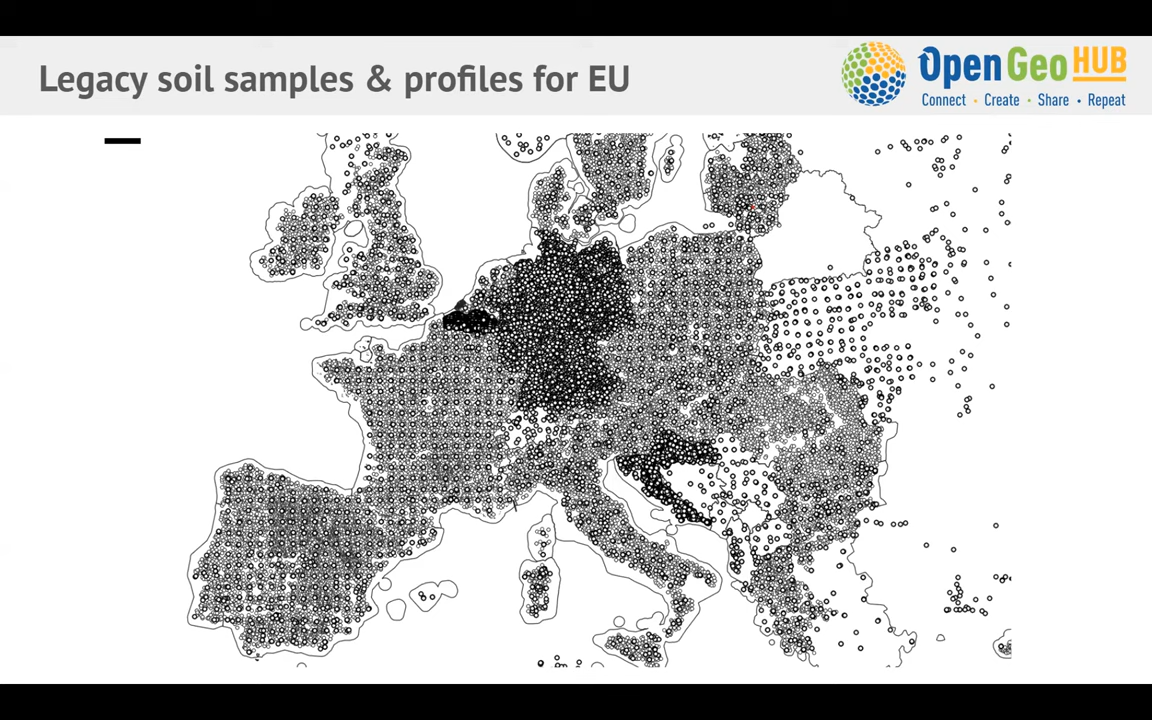 Legacy soil samples & profiles for EU
OpenGeoHUB
Connect • Create • Share • Repeat